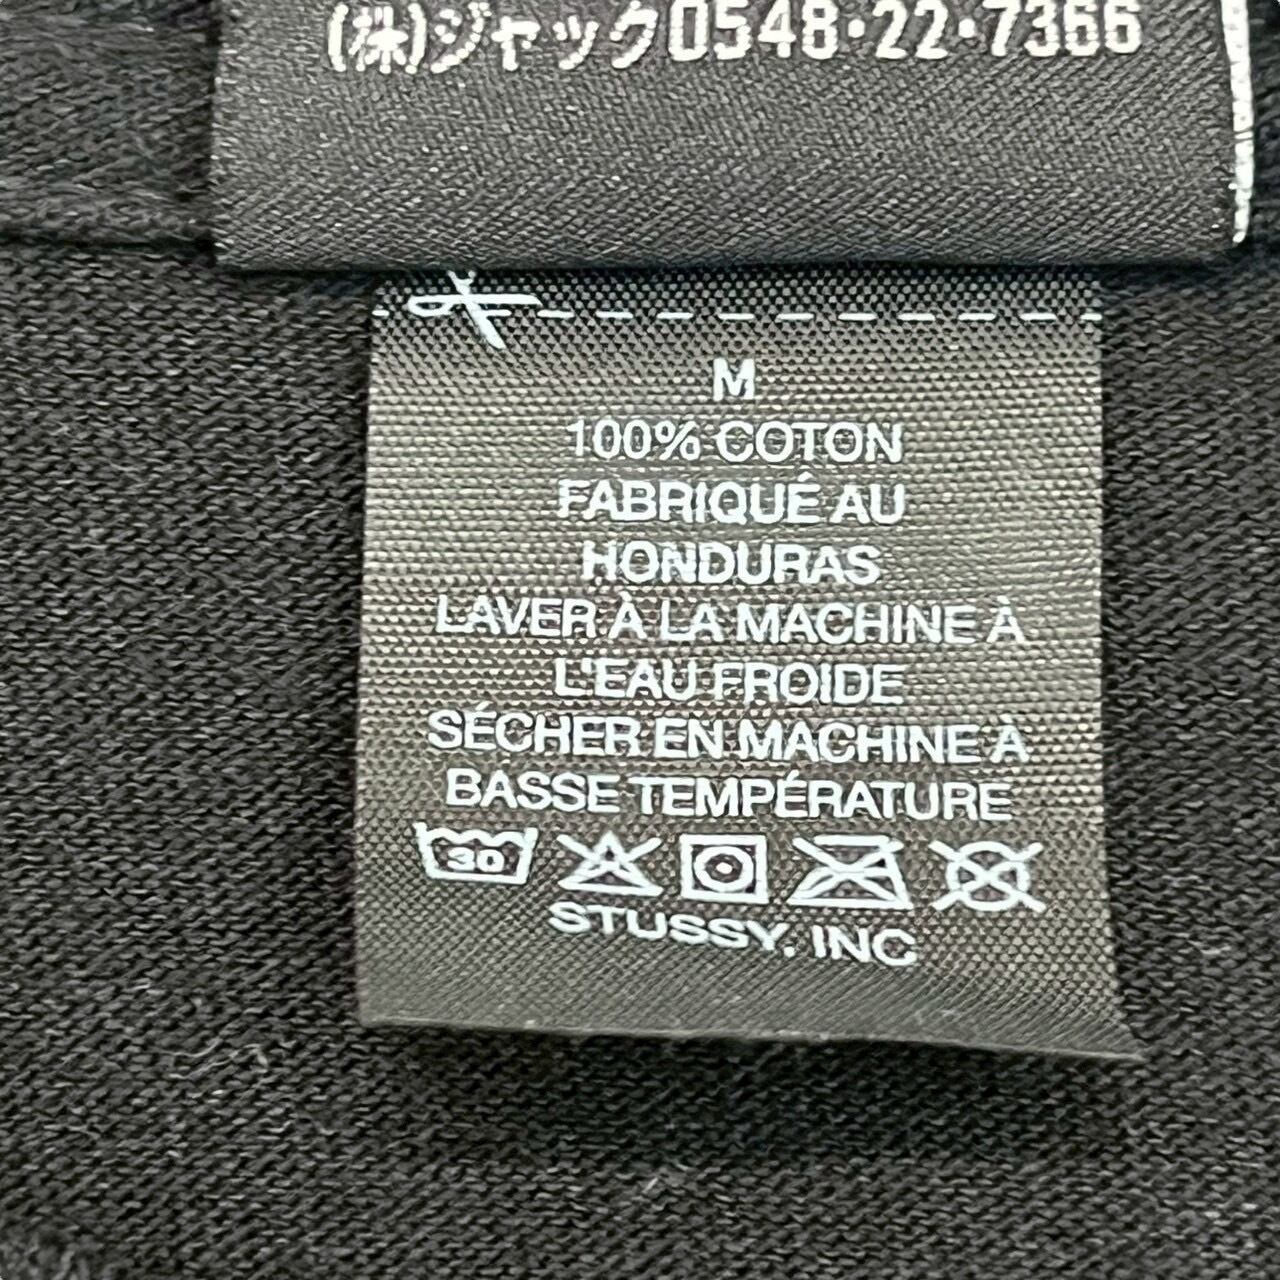 (株)ジャック0548・22・7366
M
100% COTON
FABRIQUÉ AU
HONDURAS
LAVER À LA MACHINE À
L'EAU FROIDE
SÉCHER EN MACHINE À
BASSE TEMPÉRATURE
30
STUSSY, INC